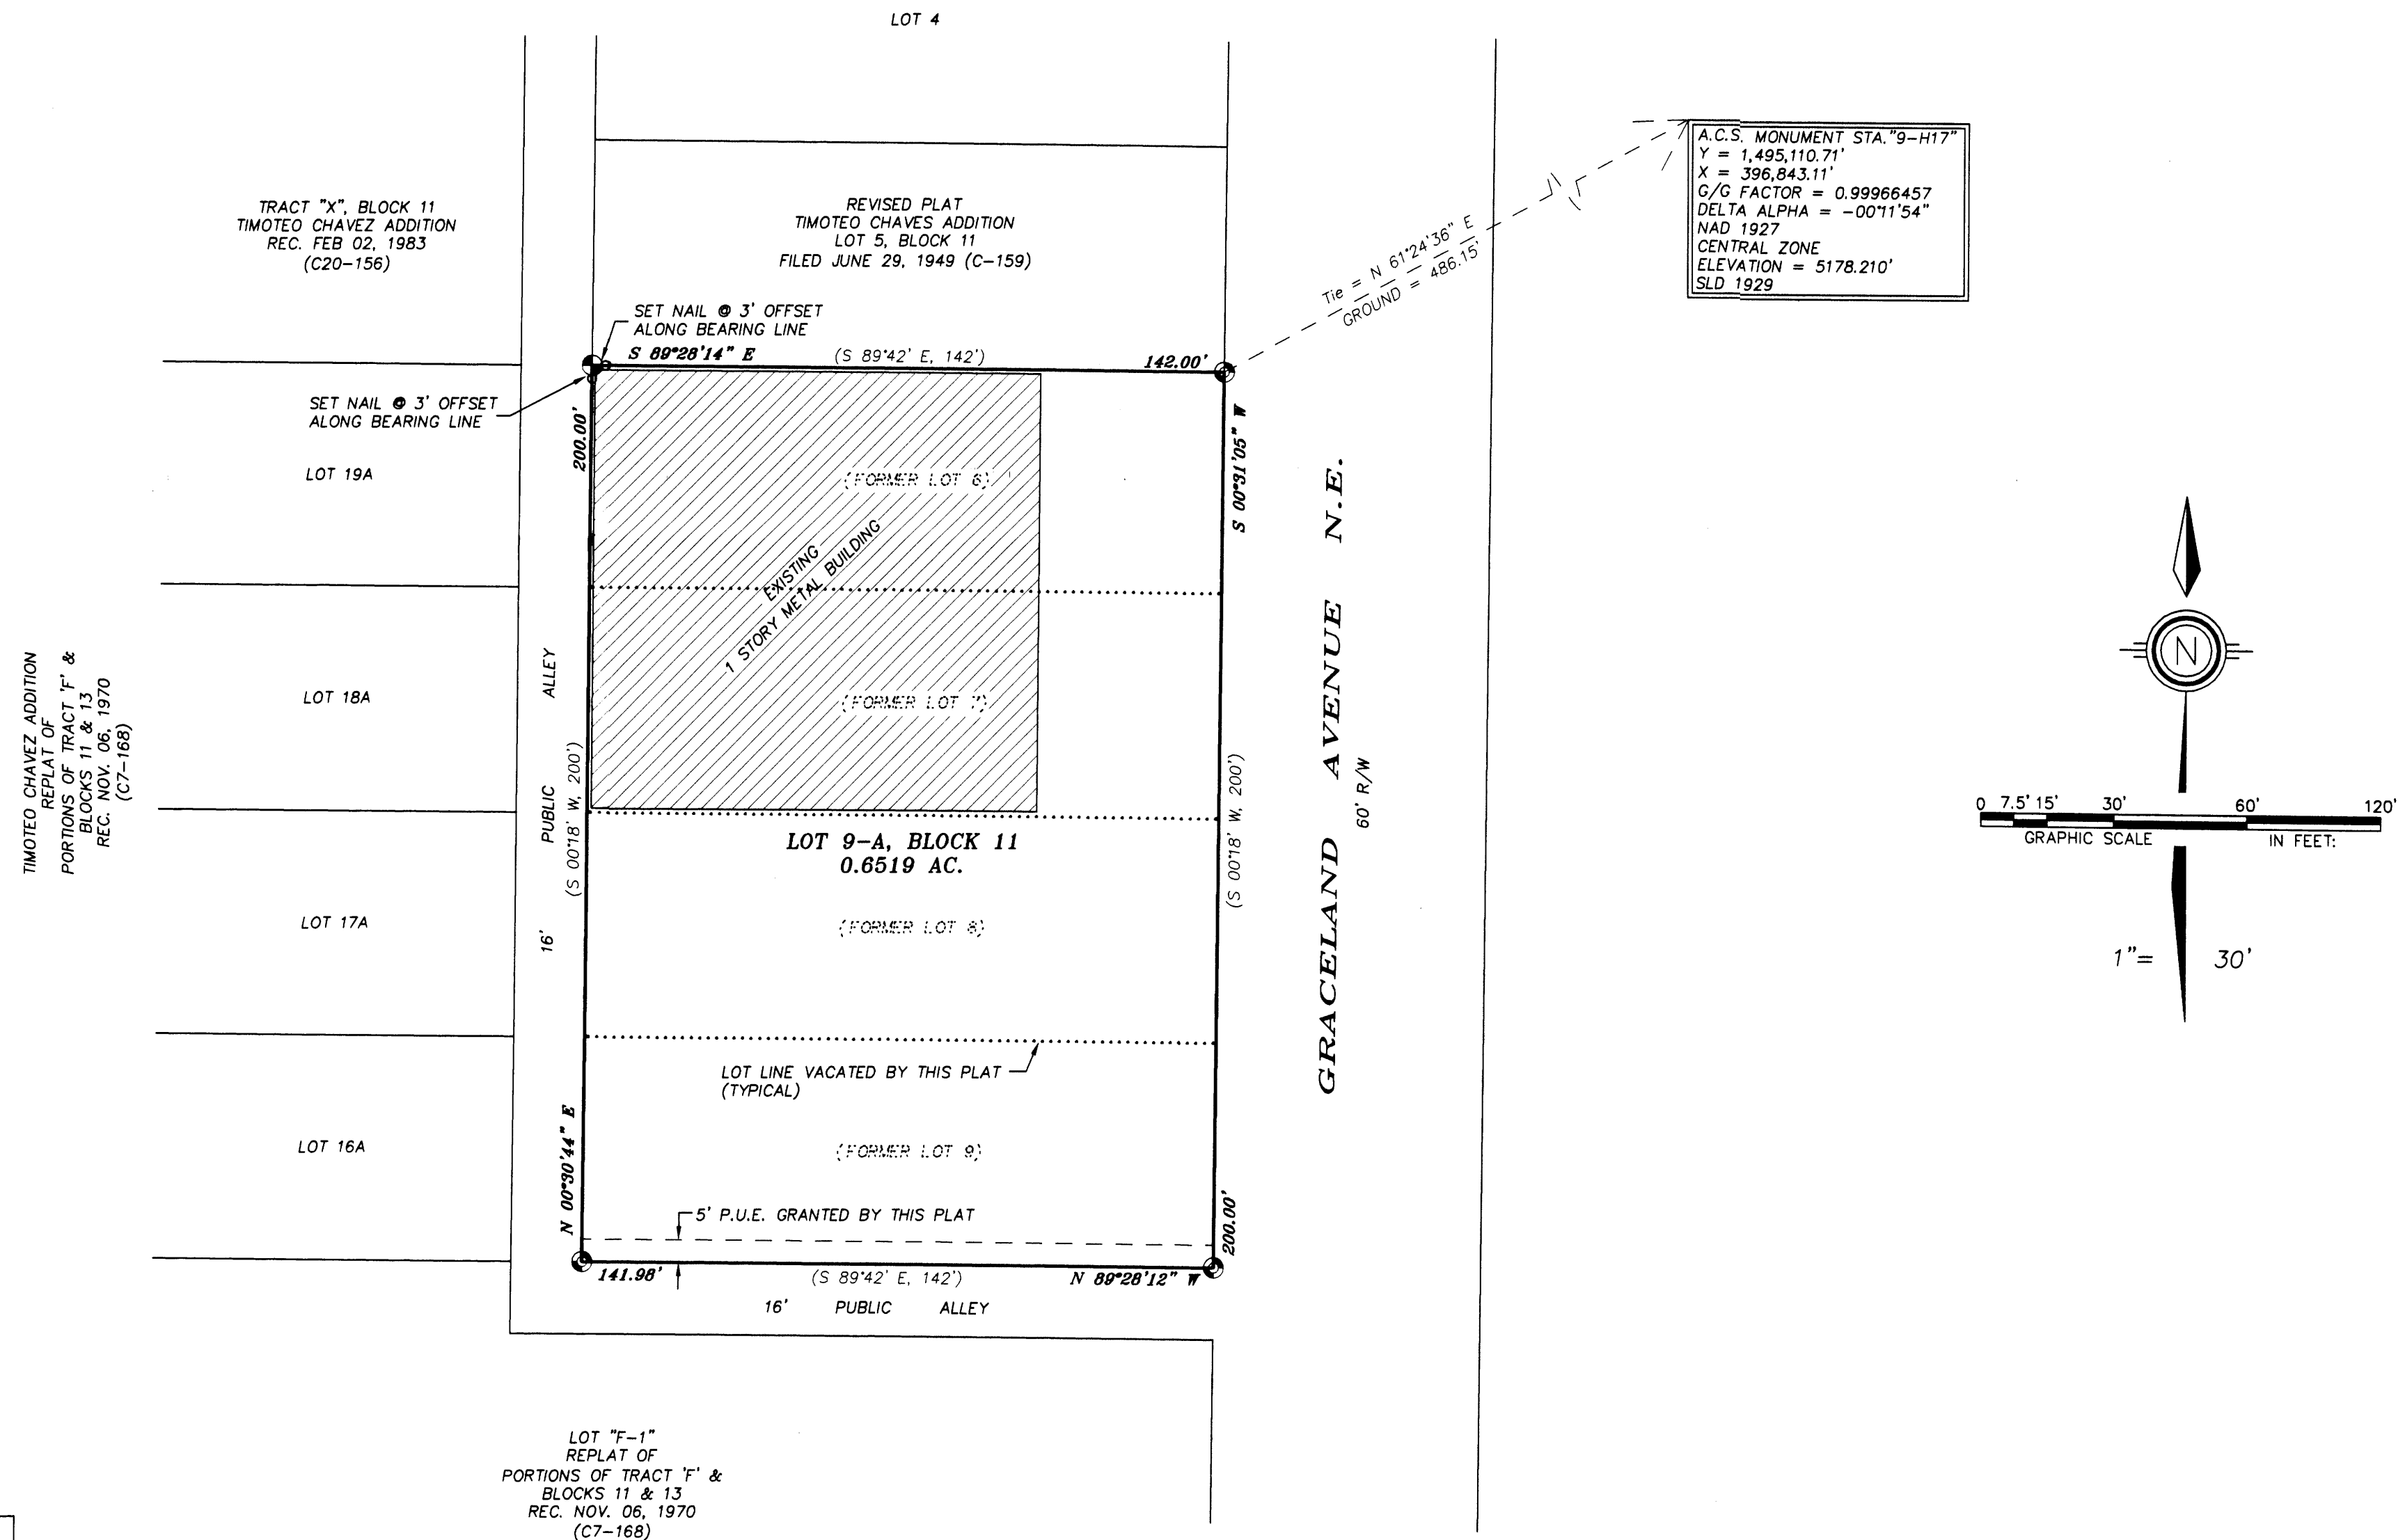 LOT 4
TRACT "X", BLOCK 11
TIMOTEO CHAVEZ ADDITION
REC. FEB 02, 1983
(C20-156)
REVISED PLAT
TIMOTEO CHAVES ADDITION
LOT 5, BLOCK 11
FILED JUNE 29, 1949 (C-159)
A.C.S. MONUMENT STA."9-H17"
Y = 1,495,110.71'
X = 396,843.11'
G/G FACTOR = 0.99966457
DELTA ALPHA = -00°11'54"
NAD 1927
CENTRAL ZONE
ELEVATION = 5178.210'
SLD 1929
Tie = N 61°24'36" E
GROUND = 486.15'
SET NAIL @ 3' OFFSET
ALONG BEARING LINE
S 89°28'14" E (S 89°42' E, 142') 142.00'
SET NAIL @ 3' OFFSET
ALONG BEARING LINE
200.00'
S 00°31'05" W
LOT 19A
(FORMER LOT 6)
EXISTING
1 STORY METAL BUILDING
TIMOTEO CHAVEZ ADDITION
REPLAT OF
PORTIONS OF TRACT 'F' &
BLOCKS 11 & 13
REC. NOV. 06, 1970
(C7-168)
LOT 18A
(FORMER LOT 7)
16' PUBLIC ALLEY
(S 00°18' W, 200')
(S 00°18' W, 200')
GRACELAND AVENUE N.E.
60' R/W
N
0 7.5' 15' 30' 60' 120'
GRAPHIC SCALE IN FEET:
1"= 30'
LOT 9-A, BLOCK 11
0.6519 AC.
LOT 17A
(FORMER LOT 8)
LOT LINE VACATED BY THIS PLAT
(TYPICAL)
LOT 16A
(FORMER LOT 9)
N 00°30'44" E
5' P.U.E. GRANTED BY THIS PLAT
200.00'
141.98' (S 89°42' E, 142') N 89°28'12" W
16' PUBLIC ALLEY
LOT "F-1"
REPLAT OF
PORTIONS OF TRACT 'F' &
BLOCKS 11 & 13
REC. NOV. 06, 1970
(C7-168)